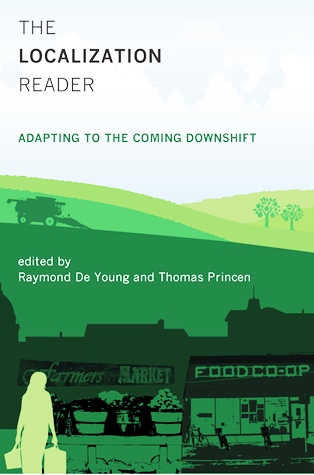 THE
LOCALIZATION
READER
ADAPTING TO THE COMING DOWNSHIFT
edited by
Raymond De Young and Thomas Princen
Farmers MARKET
FOOD CO-OP